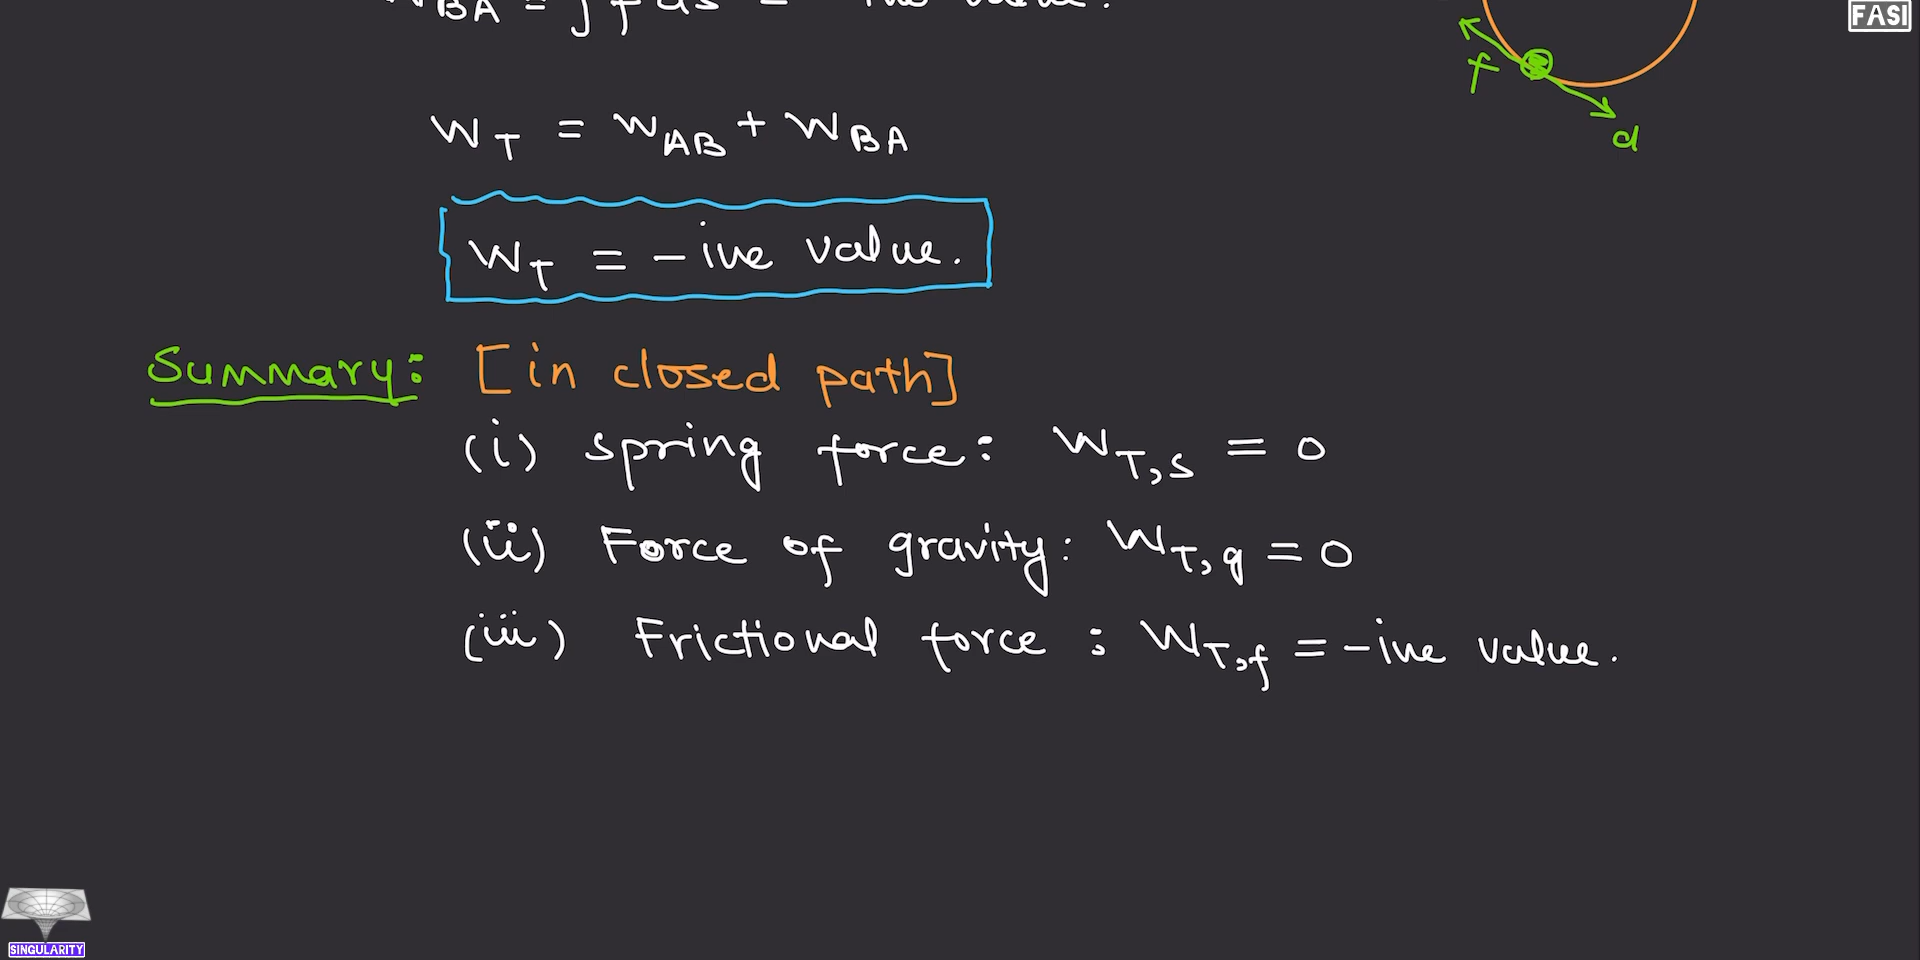 FASI
f
d
W_T = W_AB + W_BA
W_T = -ive value.
Summary: [in closed path]
(i) spring force: W_T,s = 0
(ii) Force of gravity: W_T,g = 0
(iii) Frictional force : W_T,f = -ive value.
SINGULARITY